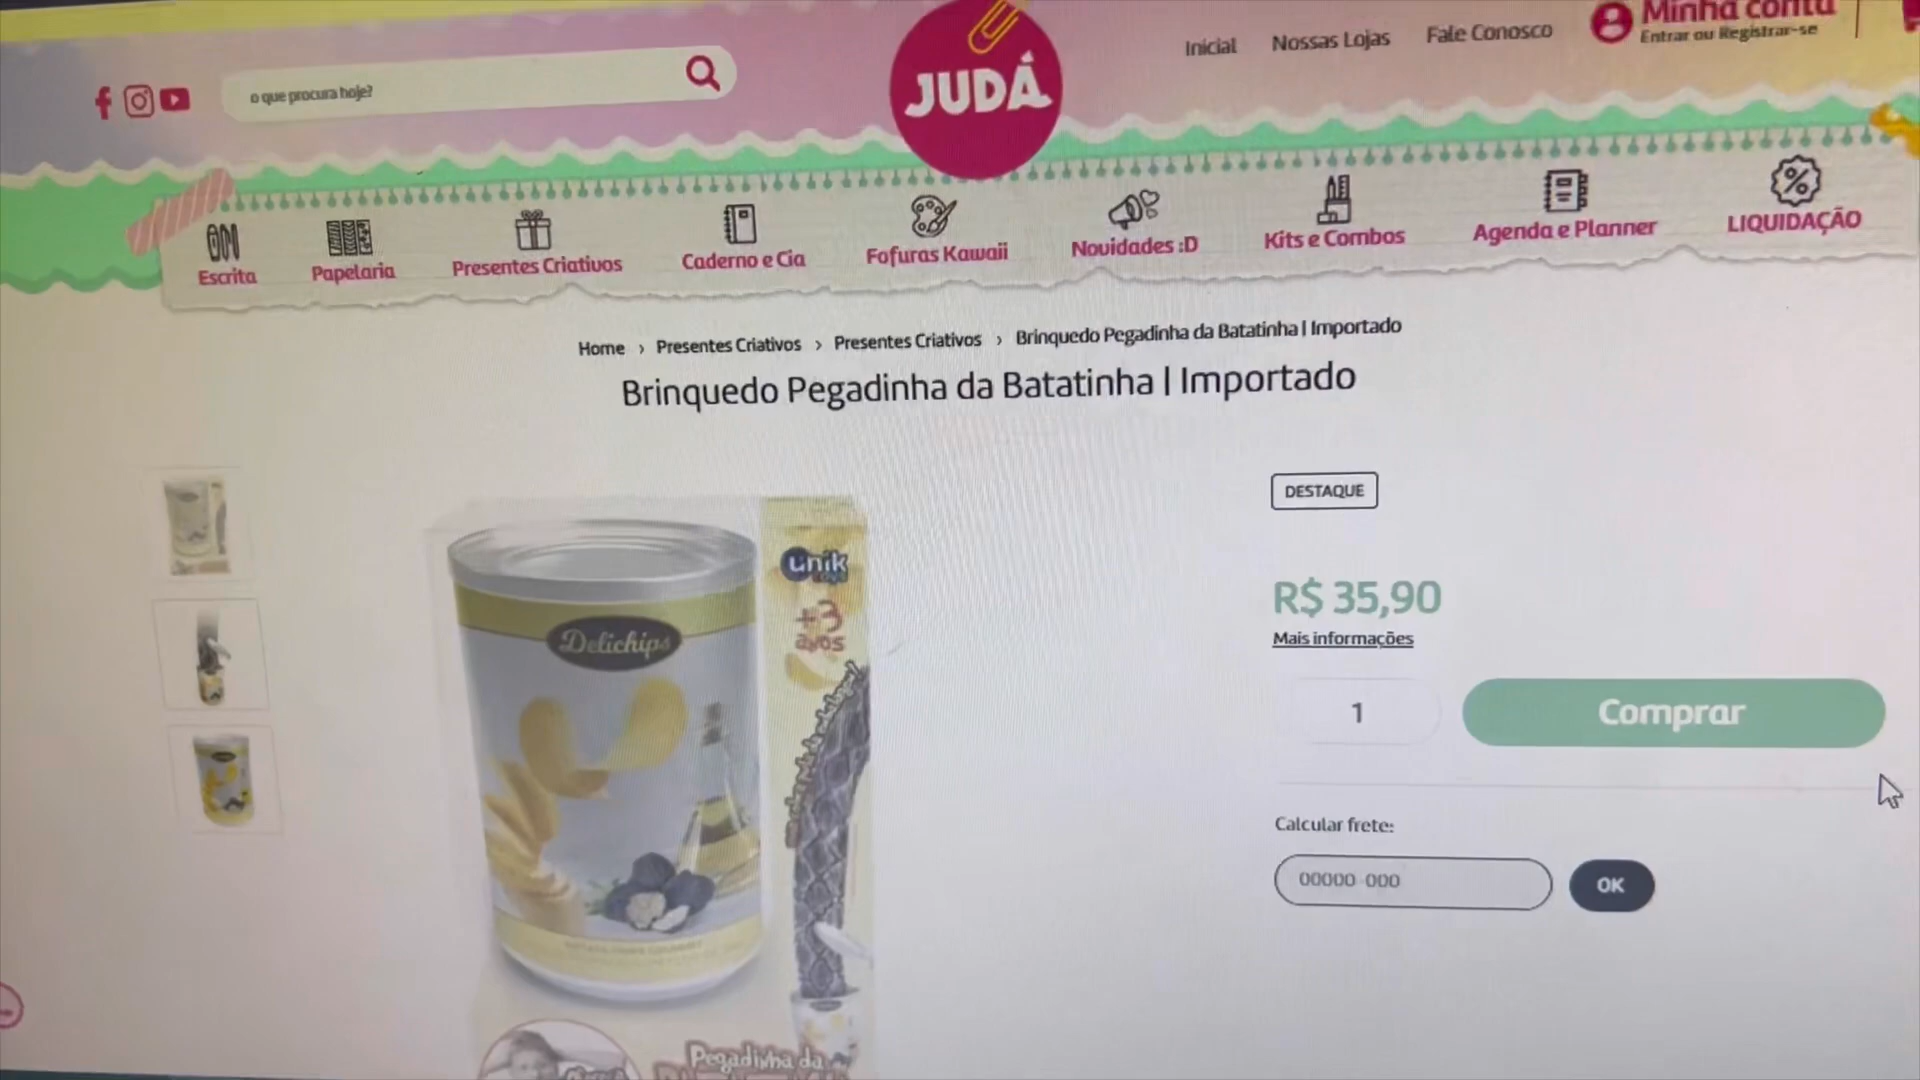 Minha conta
Entrar ou Registrar-se
Inicial
Nossas Lojas
Fale Conosco
o que procura hoje?
JUDÁ
Escrita
Papelaria
Presentes Criativos
Caderno e Cia
Fofuras Kawaii
Novidades :D
Kits e Combos
Agenda e Planner
LIQUIDAÇÃO
Home › Presentes Criativos › Presentes Criativos › Brinquedo Pegadinha da Batatinha | Importado
Brinquedo Pegadinha da Batatinha | Importado
DESTAQUE
R$ 35,90
Mais informações
1
Comprar
Calcular frete:
00000 000
OK
Delichips
unik
+3
años
Pegadinha da